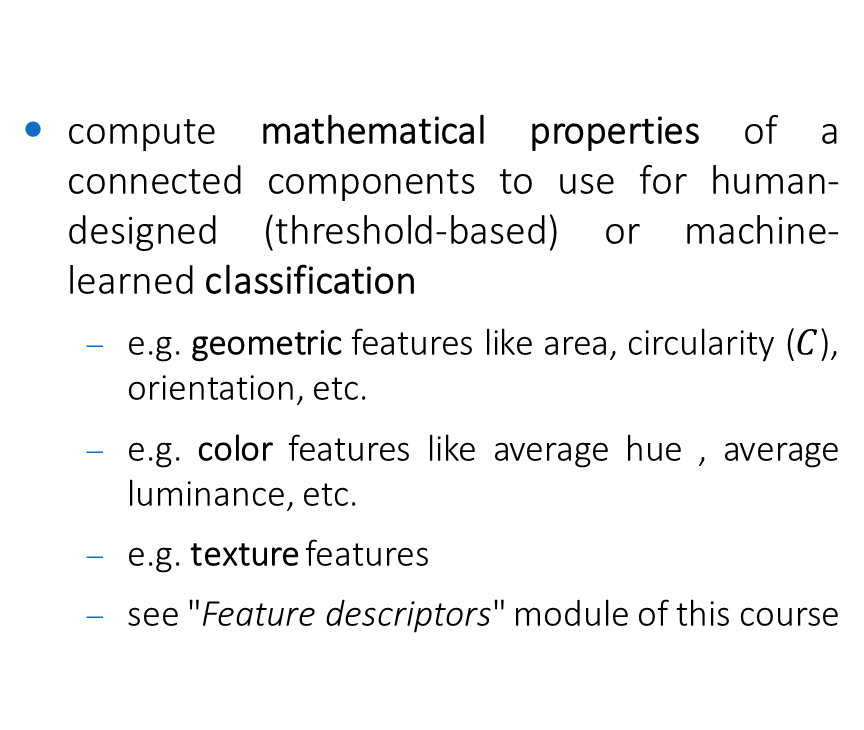 • compute mathematical properties of a
connected components to use for human-
designed (threshold-based) or machine-
learned classification
– e.g. geometric features like area, circularity (C),
orientation, etc.
– e.g. color features like average hue , average
luminance, etc.
– e.g. texture features
– see "Feature descriptors" module of this course